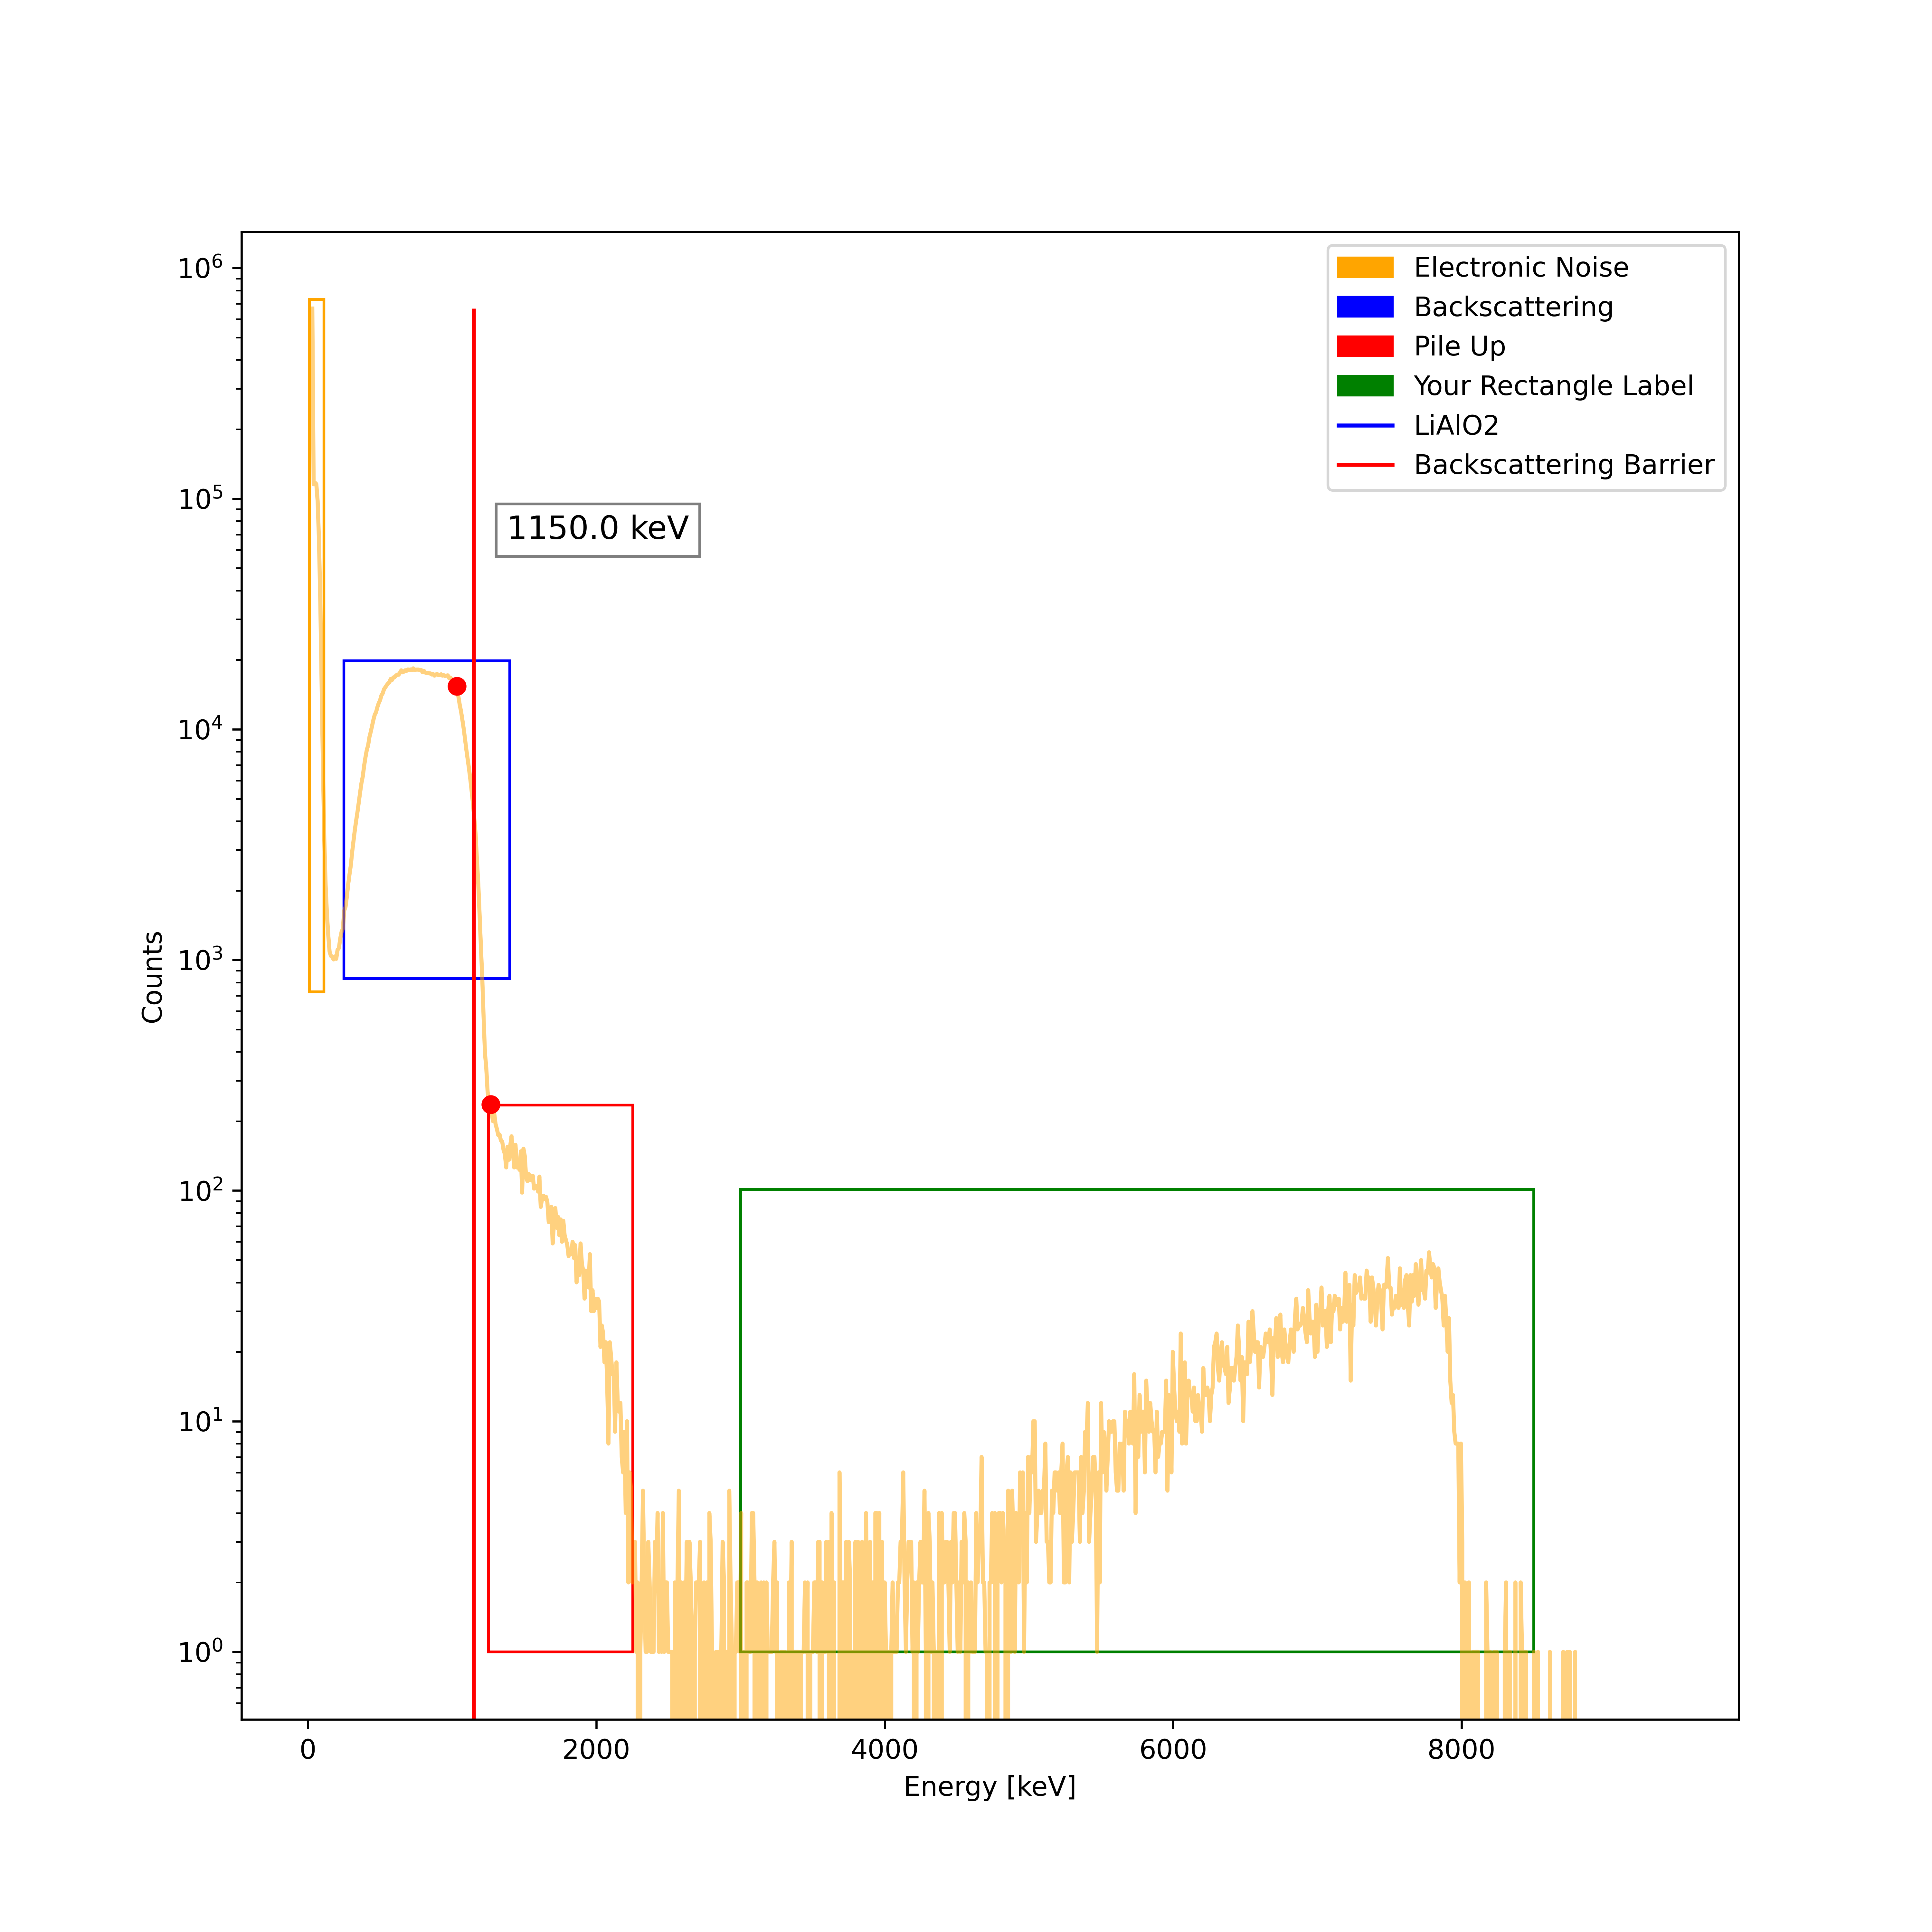 10^6
10^5
10^4
10^3
10^2
10^1
10^0
Counts
0 2000 4000 6000 8000
Energy [keV]
1150.0 keV
Electronic Noise
Backscattering
Pile Up
Your Rectangle Label
LiAlO2
Backscattering Barrier